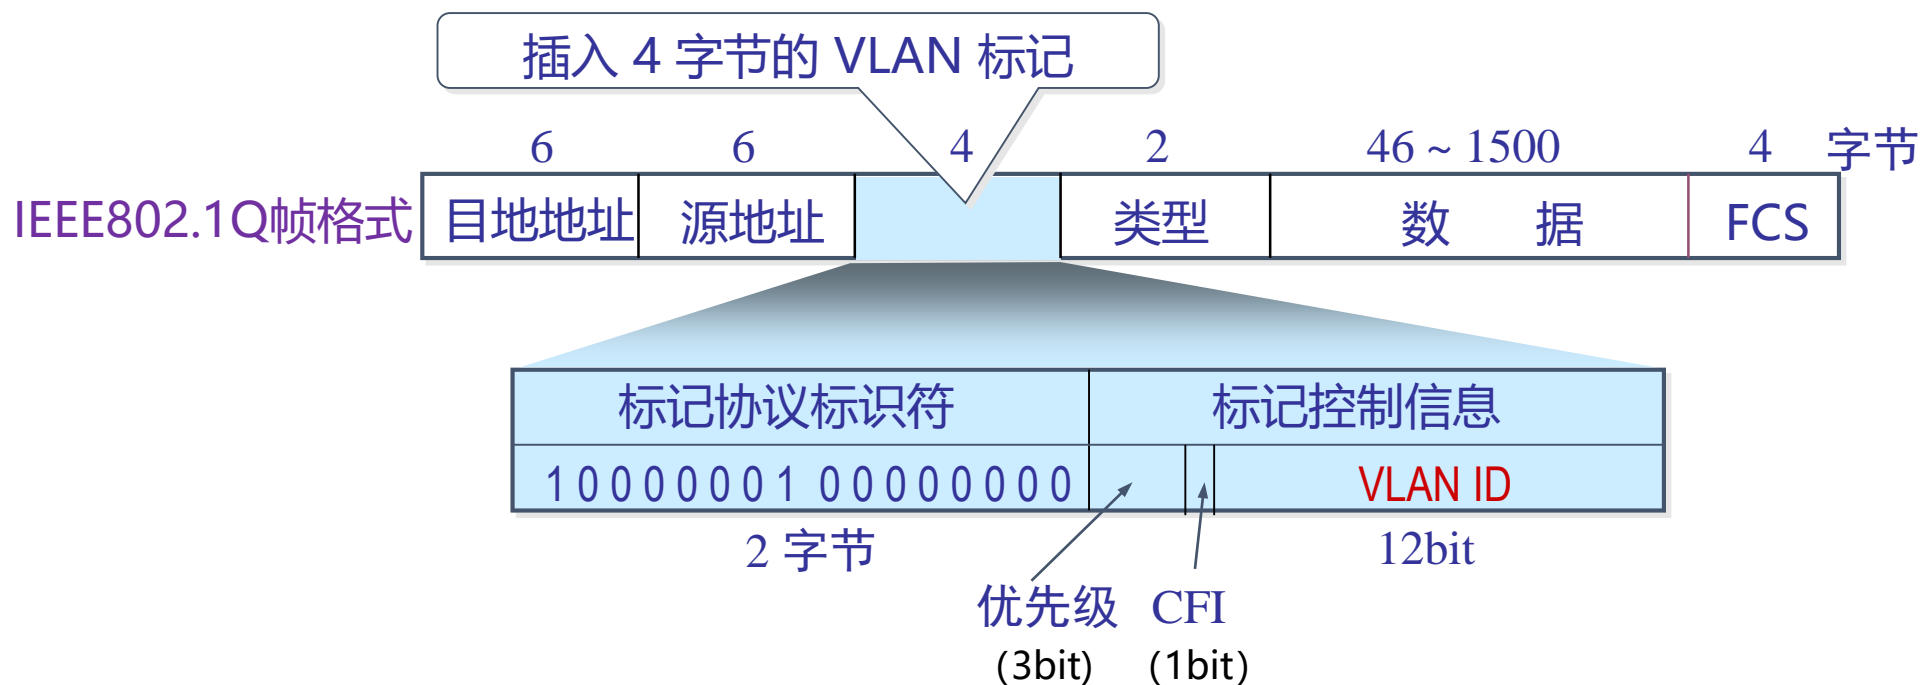 插入 4 字节的 VLAN 标记
6 6 4 2 46 ~ 1500 4 字节
IEEE802.1Q帧格式 目地地址 源地址 类型 数 据 FCS
标记协议标识符 标记控制信息
1 0 0 0 0 0 0 1 0 0 0 0 0 0 0 0 VLAN ID
2 字节 12bit
优先级 CFI
(3bit) (1bit)